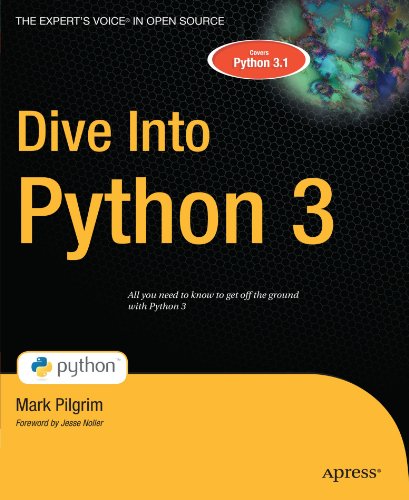 THE EXPERT'S VOICE® IN OPEN SOURCE
Covers
Python 3.1
Dive Into
Python 3
All you need to know to get off the ground
with Python 3
python™
Mark Pilgrim
Foreword by Jesse Noller
Apress®